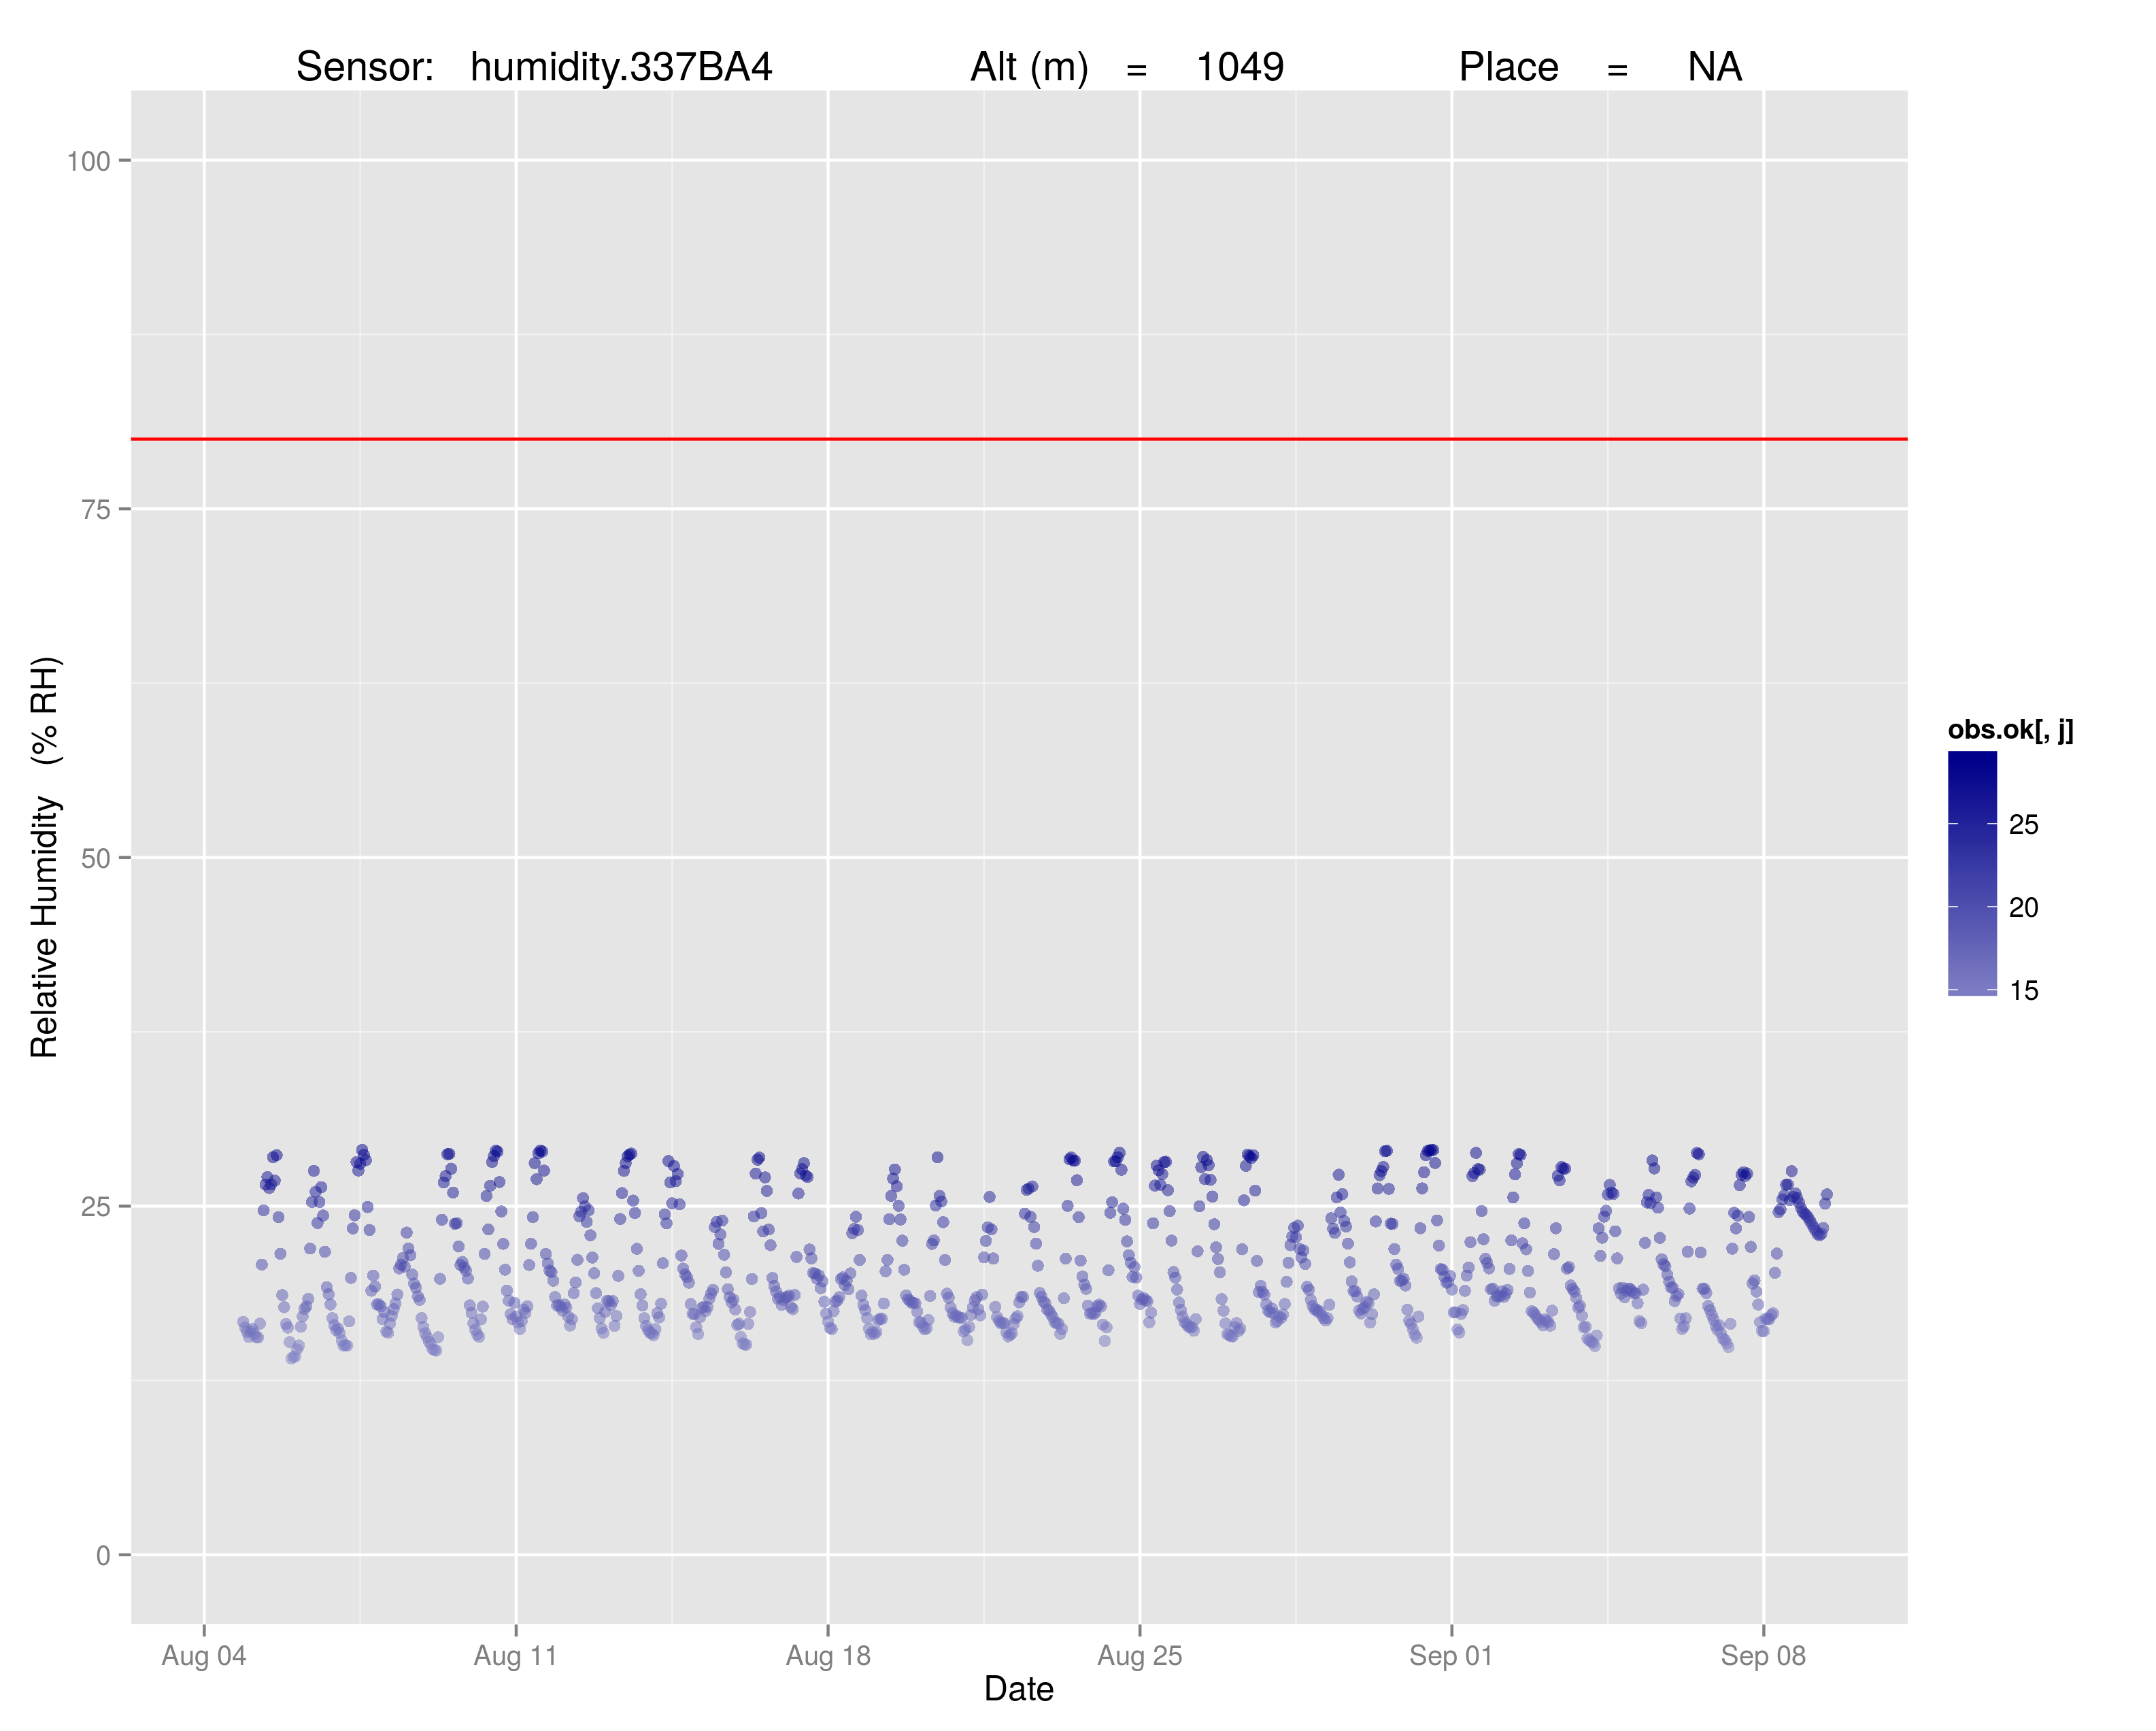 Sensor: humidity.337BA4 Alt (m) = 1049 Place = NA
100
75
50
25
0
Relative Humidity (% RH)
Aug 04 Aug 11 Aug 18 Aug 25 Sep 01 Sep 08
Date
obs.ok[, j]
25
20
15